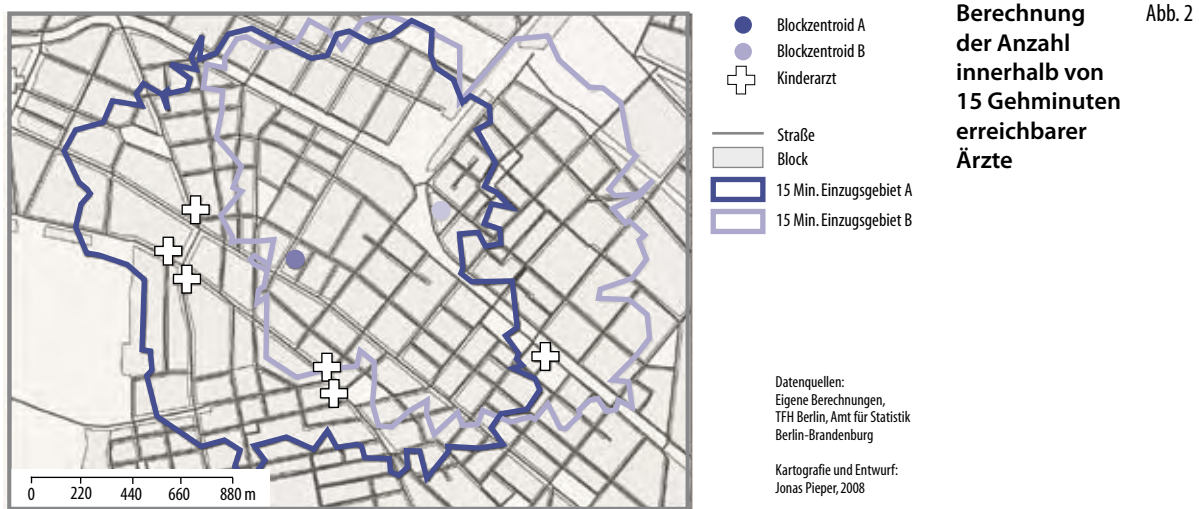 Blockzentroid A
Blockzentroid B
Kinderarzt
Straße
Block
15 Min. Einzugsgebiet A
15 Min. Einzugsgebiet B
Datenquellen:
Eigene Berechnungen,
TFH Berlin, Amt für Statistik
Berlin-Brandenburg
Kartografie und Entwurf:
Jonas Pieper, 2008
Berechnung
der Anzahl
innerhalb von
15 Gehminuten
erreichbarer
Ärzte
Abb. 2
0 220 440 660 880 m